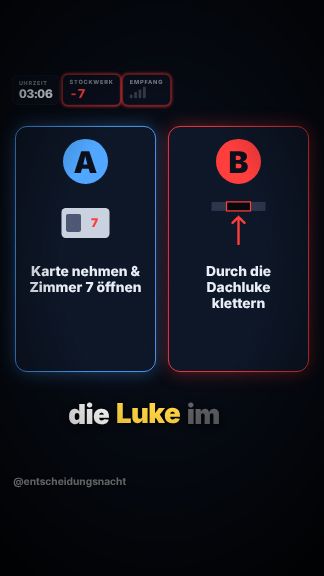 UHRZEIT
03:06
STOCKWERK
-7
EMPFANG
A
7
Karte nehmen &
Zimmer 7 öffnen
B
Durch die
Dachluke
klettern
die Luke im
@entscheidungsnacht